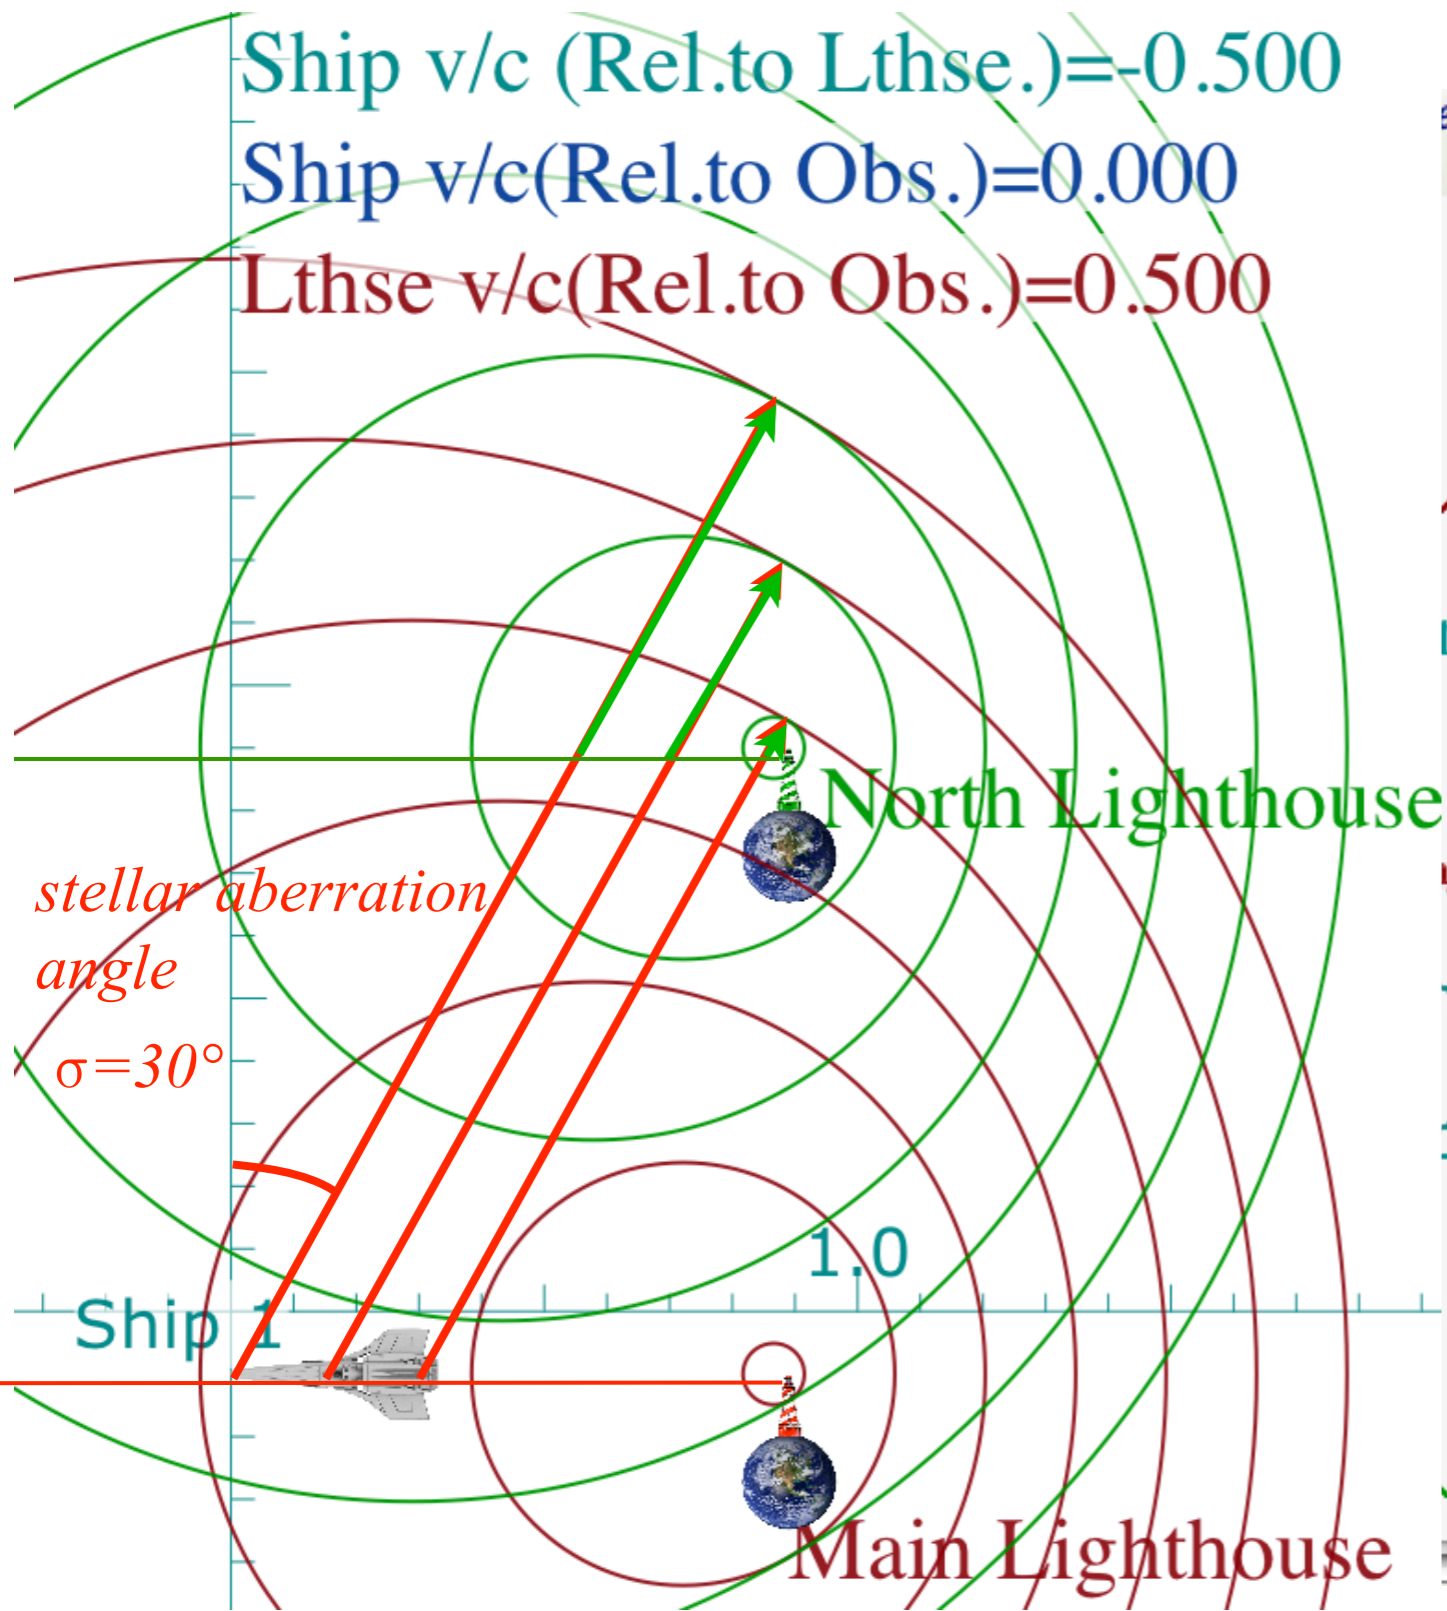 Ship v/c (Rel.to Lthse.)=-0.500
Ship v/c(Rel.to Obs.)=0.000
Lthse v/c(Rel.to Obs.)=0.500
North Lighthouse
stellar aberration
angle
σ=30°
1.0
Ship 1
Main Lighthouse